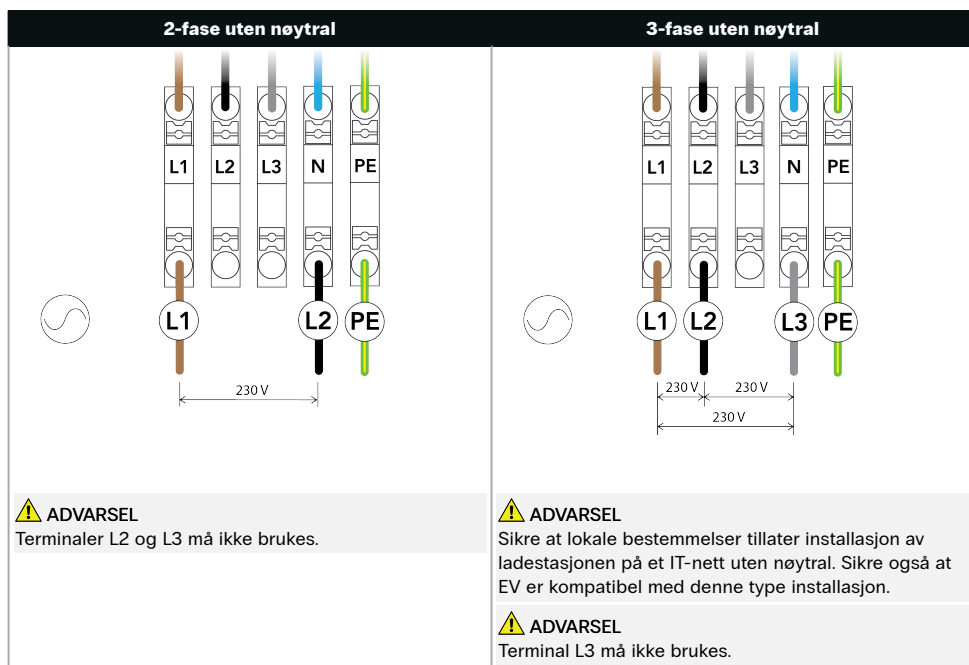 2-fase uten nøytral
L1 L2 L3 N PE
L1 L2 PE
230 V
ADVARSEL
Terminaler L2 og L3 må ikke brukes.
3-fase uten nøytral
L1 L2 L3 N PE
L1 L2 L3 PE
230 V 230 V
230 V
ADVARSEL
Sikre at lokale bestemmelser tillater installasjon av
ladestasjonen på et IT-nett uten nøytral. Sikre også at
EV er kompatibel med denne type installasjon.
ADVARSEL
Terminal L3 må ikke brukes.